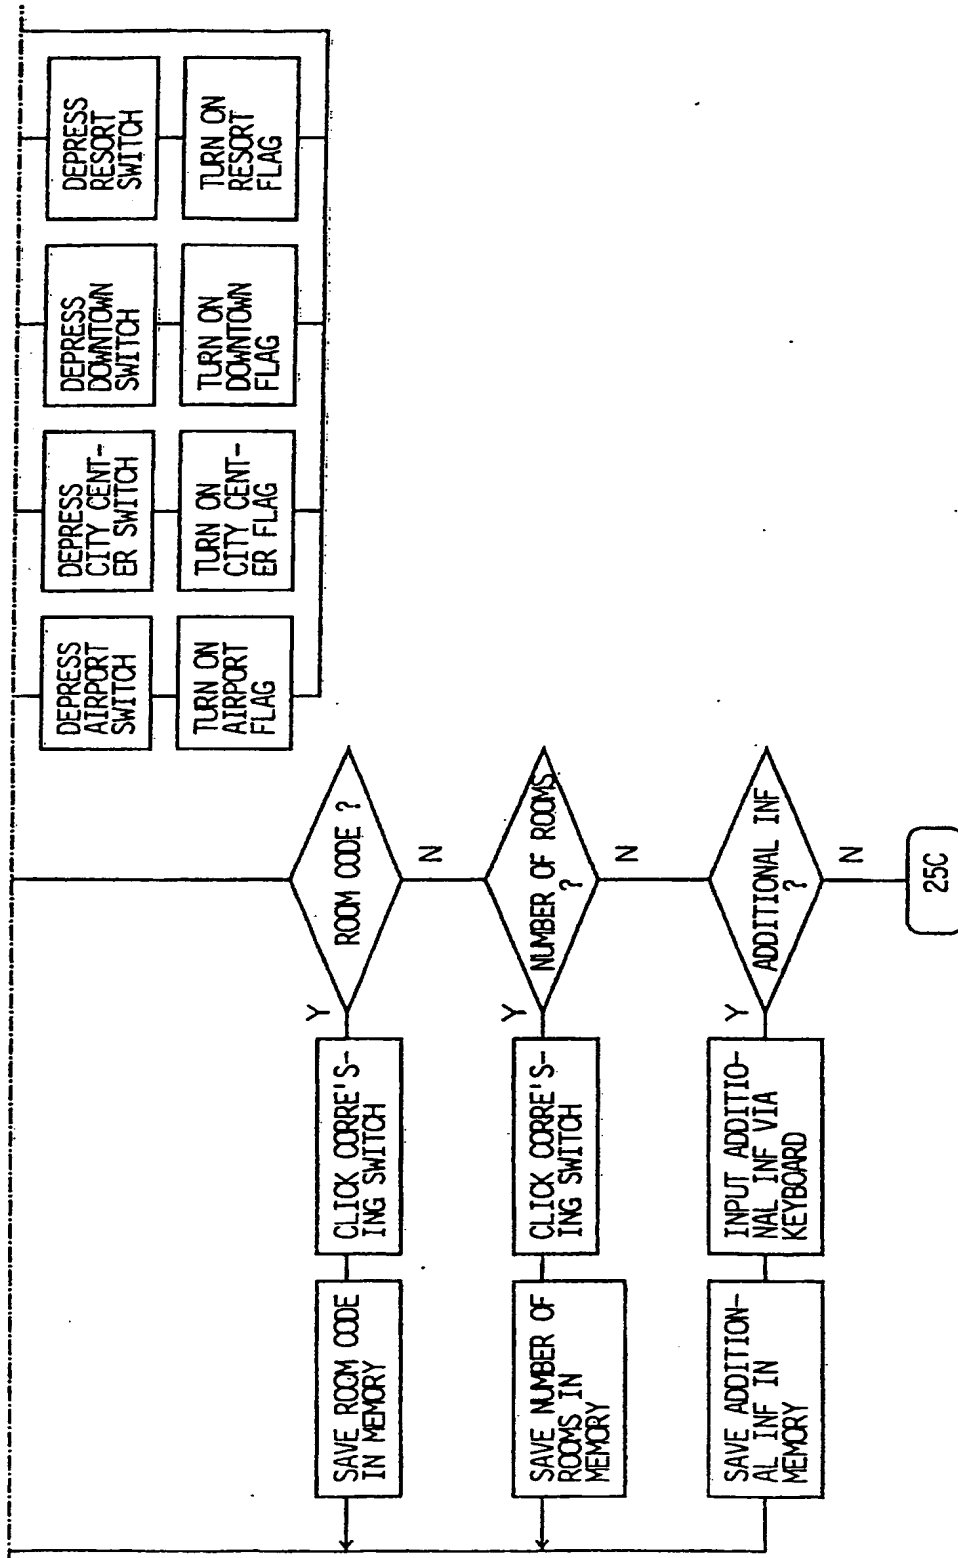 DEPRESS
AIRPORT
SWITCH
DEPRESS
CITY CENT-
ER SWITCH
DEPRESS
DOWNTOWN
SWITCH
DEPRESS
RESORT
SWITCH
TURN ON
AIRPORT
FLAG
TURN ON
CITY CENT-
ER FLAG
TURN ON
DOWNTOWN
FLAG
TURN ON
RESORT
FLAG
SAVE ROOM CODE
IN MEMORY
CLICK CORRE'S-
ING SWITCH
Y
ROOM CODE ?
N
SAVE NUMBER OF
ROOMS IN
MEMORY
CLICK CORRE'S-
ING SWITCH
Y
NUMBER OF ROOMS
?
N
SAVE ADDITION-
AL INF IN
MEMORY
INPUT ADDITIO-
NAL INF VIA
KEYBOARD
Y
ADDITIONAL INF
?
N
25C